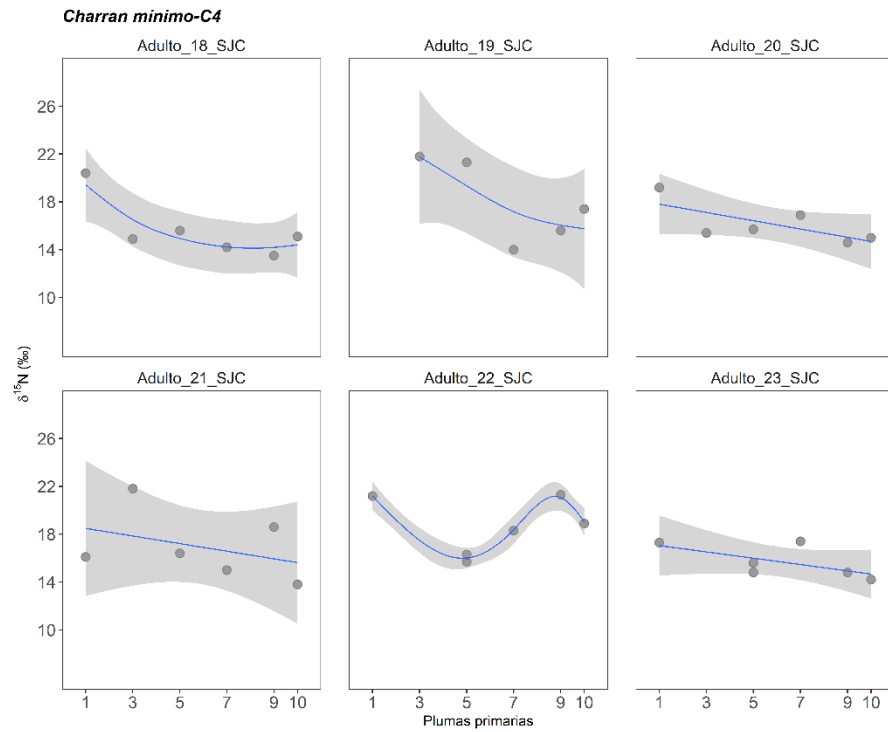 Charran mínimo-C4
Adulto_18_SJC Adulto_19_SJC Adulto_20_SJC
26
22
18
14
10
Adulto_21_SJC Adulto_22_SJC Adulto_23_SJC
26
22
18
14
10
δ¹⁵N (‰)
1 3 5 7 9 10 1 3 5 7 9 10 1 3 5 7 9 10
Plumas primarias